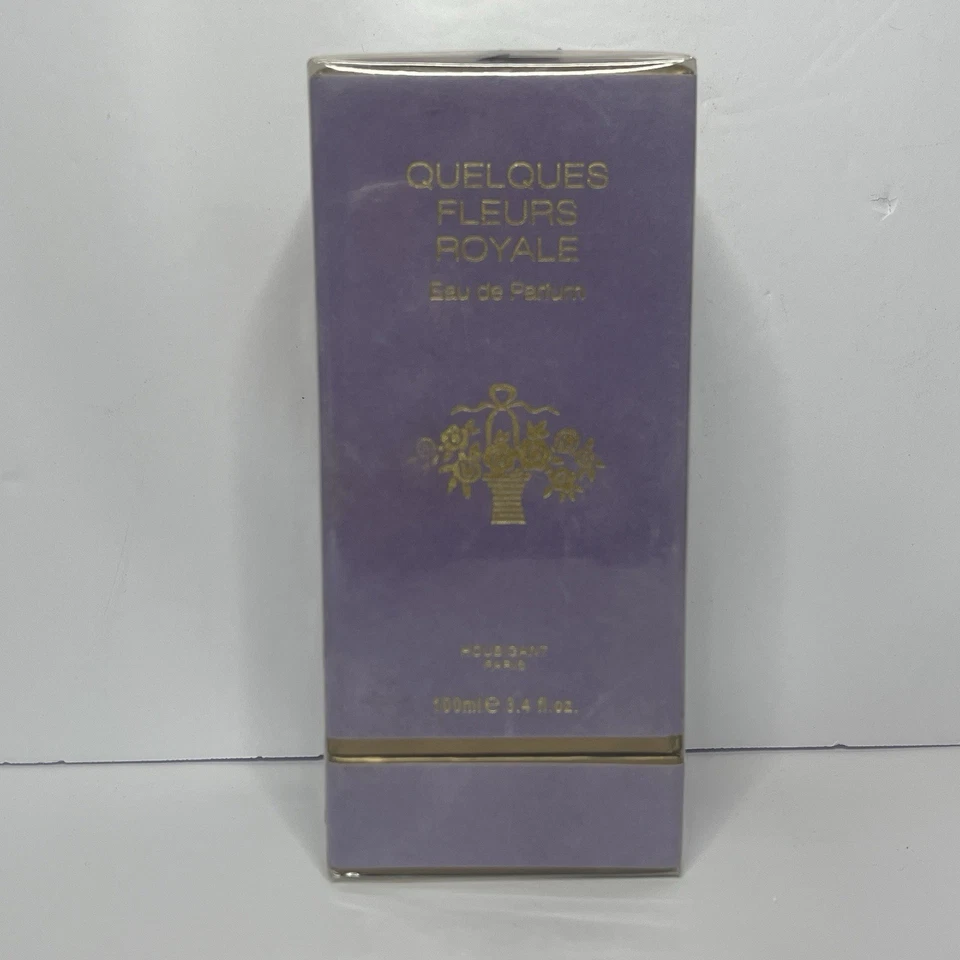 QUELQUES
FLEURS
ROYALE
Eau de Parfum
HOUBIGANT
PARIS
100ml e 3.4 fl.oz.